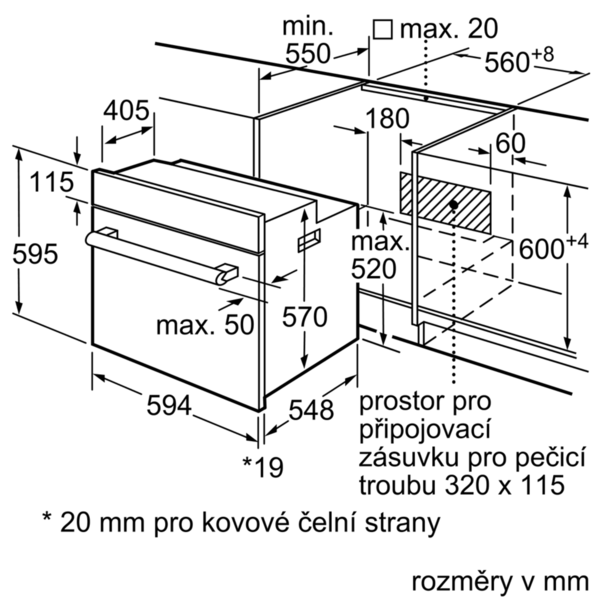 min.
550
□ max. 20
560+8
405
180
60
115
595
max.
520
600+4
max. 50
570
594
548
*19
prostor pro
připojovací
zásuvku pro pečicí
troubu 320 x 115
* 20 mm pro kovové čelní strany
rozměry v mm